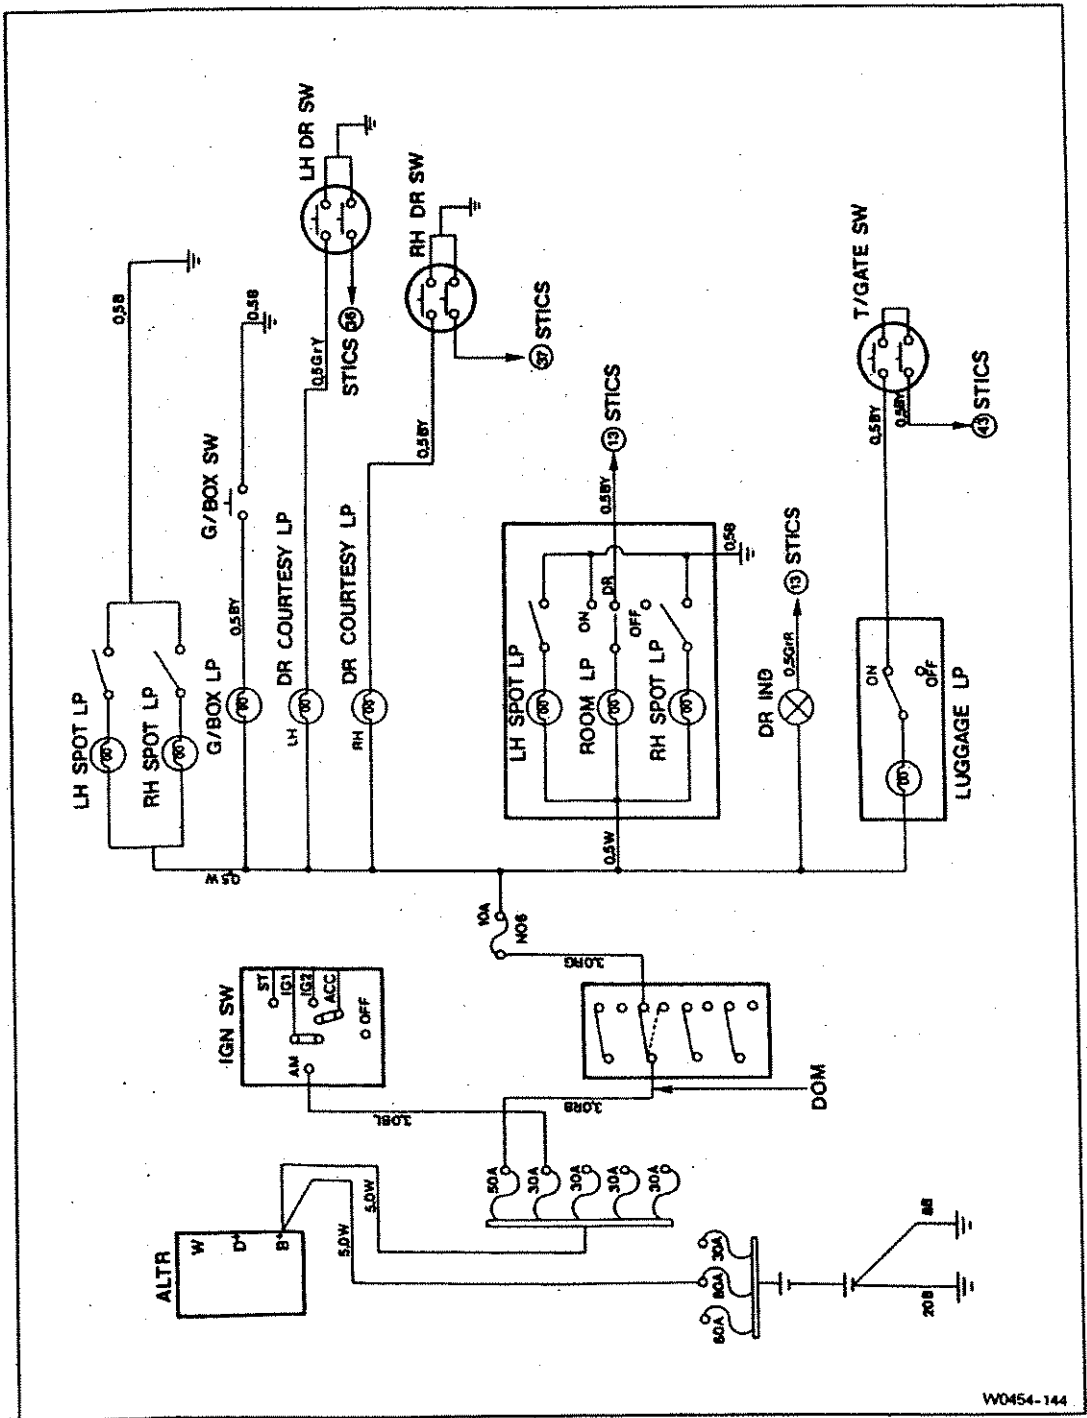 LH SPOT LP
RH SPOT LP
0.5B
G/BOX LP
0.5BY
G/BOX SW
0.5B
LH
DR COURTESY LP
0.5GrY
LH DR SW
STICS 36
RH
DR COURTESY LP
0.5BY
RH DR SW
37 STICS
0.5W
10A
NO6
LH SPOT LP
ROOM LP
RH SPOT LP
ON
DR
OFF
0.5BY
13 STICS
0.5B
0.5W
DR IND
0.5GrR
13 STICS
ON
OFF
LUGGAGE LP
0.5BY
0.5BY
T/GATE SW
43 STICS
IGN SW
ST
IG1
IG2
ACC
OFF
AM
3.0BL
3.0RG
3.0RB
DOM
ALTR
W
D+
B+
5.0W
5.0W
50A
30A
30A
30A
30A
60A
80A
30A
20B
8B
W0454-144